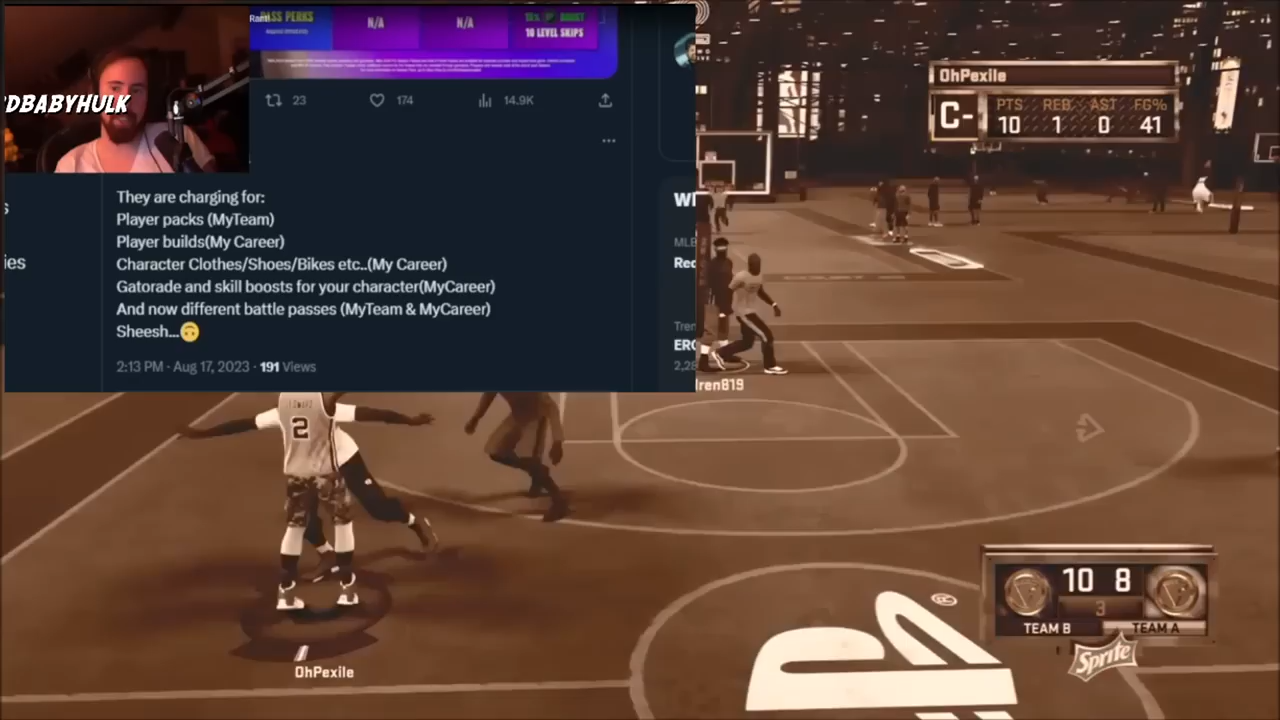 PASS PERKS
N/A
N/A
10 LEVEL SKIPS
DBABYHULK
23
174
14.9K
They are charging for:
Player packs (MyTeam)
Player builds(My Career)
Character Clothes/Shoes/Bikes etc..(My Career)
Gatorade and skill boosts for your character(MyCareer)
And now different battle passes (MyTeam & MyCareer)
Sheesh...🙃
2:13 PM · Aug 17, 2023 · 191 Views
MLB
OhPexile
C-
PTS REB AST FG%
10 1 0 41
ren819
2
OhPexile
10 8
3
TEAM B TEAM A
Sprite